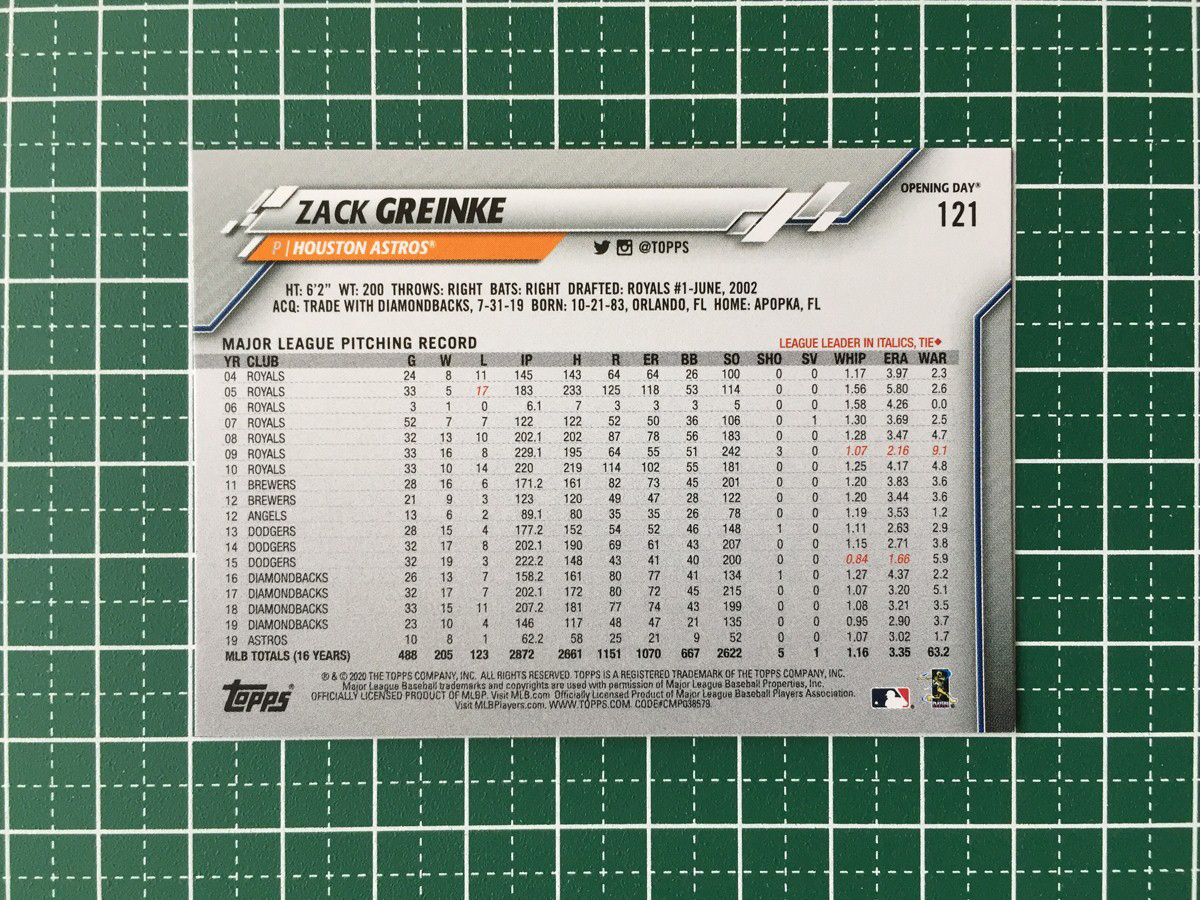 OPENING DAY®
121
ZACK GREINKE
P | HOUSTON ASTROS®
@TOPPS
HT: 6'2" WT: 200 THROWS: RIGHT BATS: RIGHT DRAFTED: ROYALS #1-JUNE, 2002
ACQ: TRADE WITH DIAMONDBACKS, 7-31-19 BORN: 10-21-83, ORLANDO, FL HOME: APOPKA, FL
MAJOR LEAGUE PITCHING RECORD LEAGUE LEADER IN ITALICS, TIE◆
YR CLUB G W L IP H R ER BB SO SHO SV WHIP ERA WAR
04 ROYALS 24 8 11 145 143 64 64 26 100 0 0 1.17 3.97 2.3
05 ROYALS 33 5 17 183 233 125 118 53 114 0 0 1.56 5.80 2.6
06 ROYALS 3 1 0 6.1 7 3 3 3 5 0 0 1.58 4.26 0.0
07 ROYALS 52 7 7 122 122 52 50 36 106 0 1 1.30 3.69 2.5
08 ROYALS 32 13 10 202.1 202 87 78 56 183 0 0 1.28 3.47 4.7
09 ROYALS 33 16 8 229.1 195 64 55 51 242 3 0 1.07 2.16 9.1
10 ROYALS 33 10 14 220 219 114 102 55 181 0 0 1.25 4.17 4.8
11 BREWERS 28 16 6 171.2 161 82 73 45 201 0 0 1.20 3.83 3.6
12 BREWERS 21 9 3 123 120 49 47 28 122 0 0 1.20 3.44 3.6
12 ANGELS 13 6 2 89.1 80 35 35 26 78 0 0 1.19 3.53 1.2
13 DODGERS 28 15 4 177.2 152 54 52 46 148 1 0 1.11 2.63 2.9
14 DODGERS 32 17 8 202.1 190 69 61 43 207 0 0 1.15 2.71 3.8
15 DODGERS 32 19 3 222.2 148 43 41 40 200 0 0 0.84 1.66 5.9
16 DIAMONDBACKS 26 13 7 158.2 161 80 77 41 134 1 0 1.27 4.37 2.2
17 DIAMONDBACKS 32 17 7 202.1 172 80 72 45 215 0 0 1.07 3.20 5.1
18 DIAMONDBACKS 33 15 11 207.2 181 77 74 43 199 0 0 1.08 3.21 3.5
19 DIAMONDBACKS 23 10 4 146 117 48 47 21 135 0 0 0.95 2.90 3.7
19 ASTROS 10 8 1 62.2 58 25 21 9 52 0 0 1.07 3.02 1.7
MLB TOTALS (16 YEARS) 488 205 123 2872 2661 1151 1070 667 2622 5 1 1.16 3.35 63.2
® & © 2020 THE TOPPS COMPANY, INC. ALL RIGHTS RESERVED. TOPPS IS A REGISTERED TRADEMARK OF THE TOPPS COMPANY, INC.
Major League Baseball trademarks and copyrights are used with permission of Major League Baseball Properties, Inc.
OFFICIALLY LICENSED PRODUCT OF MLBP. Visit MLB.com Officially Licensed Product of Major League Baseball Players Association.
Visit MLBPlayers.com. WWW.TOPPS.COM. CODE#CMP038579
Topps®
PLAYERS